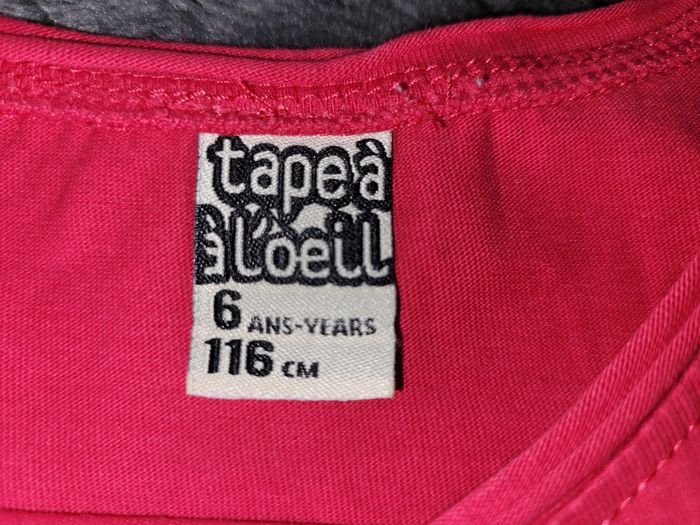 tape à
à l'oeil
6 ANS-YEARS
116 CM